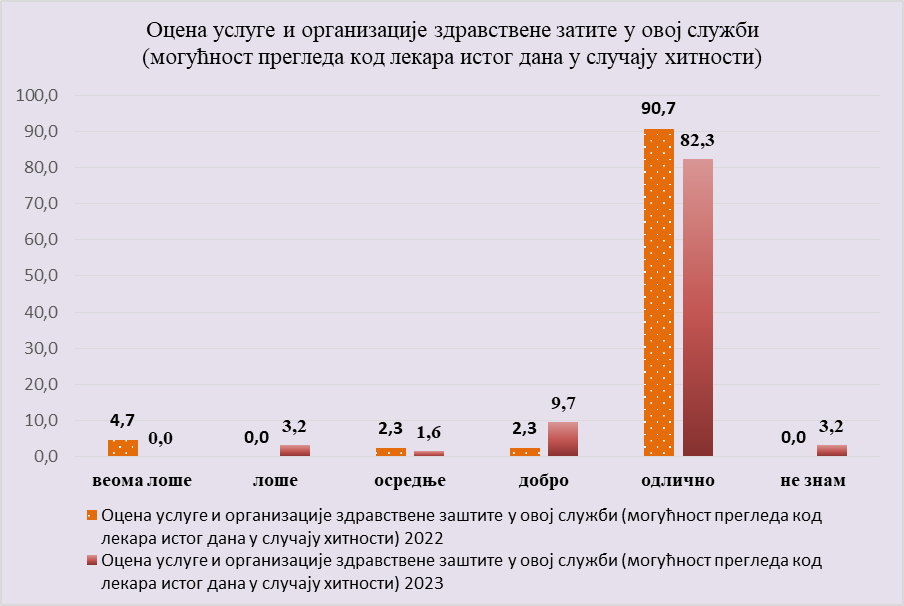 Оцена услуге и организације здравствене затите у овој служби
(могућност прегледа код лекара истог дана у случају хитности)
100,0
90,0
80,0
70,0
60,0
50,0
40,0
30,0
20,0
10,0
0,0
4,7
0,0
0,0
3,2
2,3
1,6
2,3
9,7
90,7
82,3
0,0
3,2
веома лоше
лоше
осредње
добро
одлично
не знам
Оцена услуге и организације здравствене заштите у овој служби (могућност прегледа код
лекара истог дана у случају хитности) 2022
Оцена услуге и организације здравствене заштите у овој служби (могућност прегледа код
лекара истог дана у случају хитности) 2023